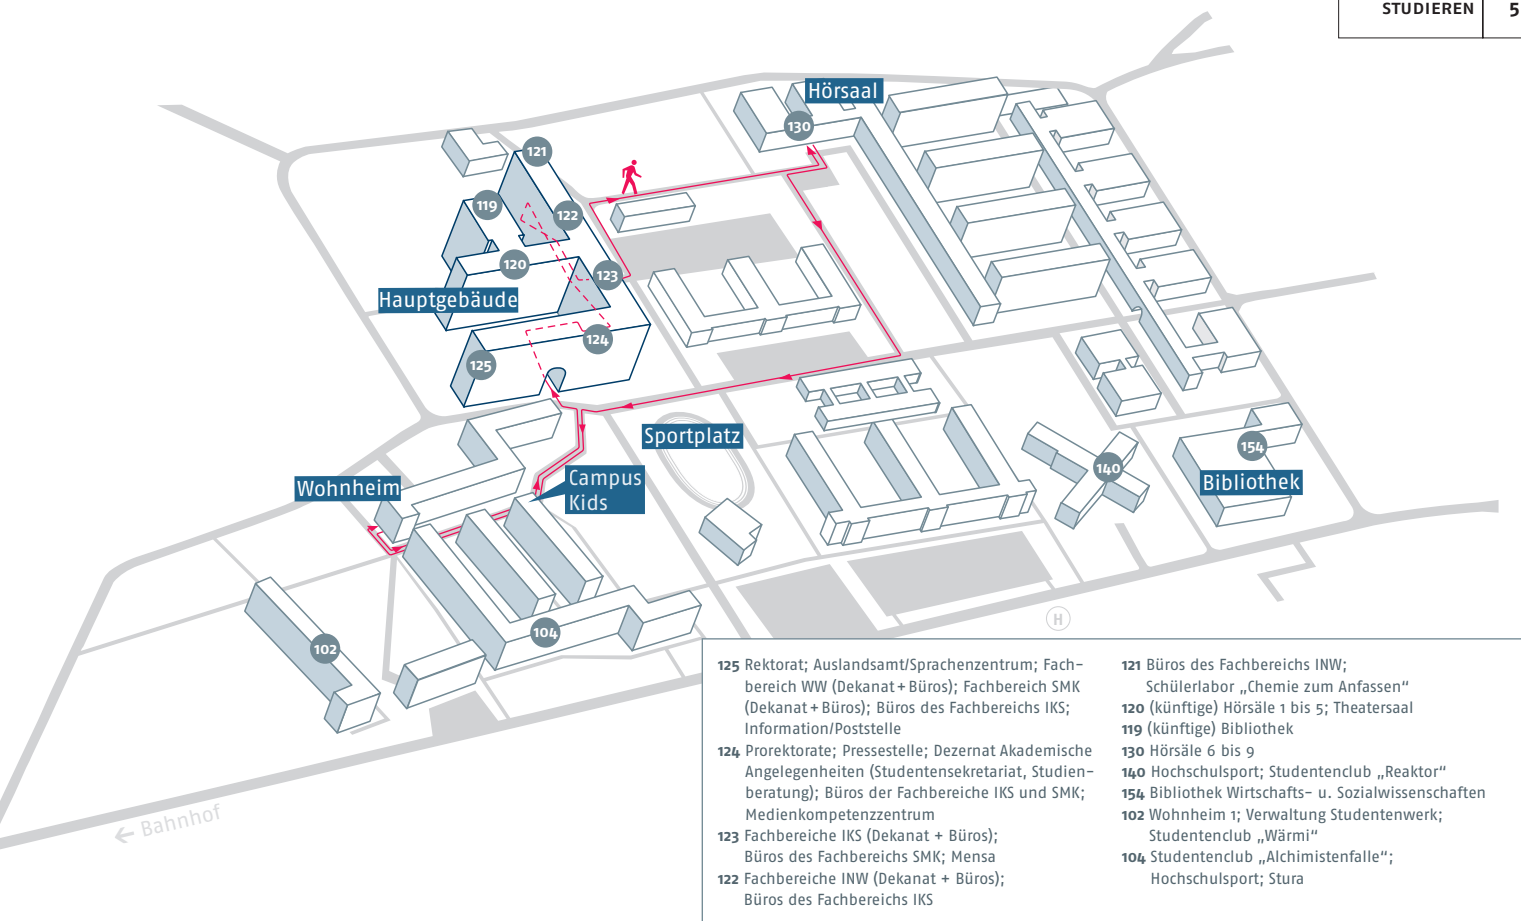 STUDIEREN 5
Hörsaal
130
121
119
122
120
123
Hauptgebäude
124
125
Sportplatz
154
140
Bibliothek
Wohnheim
Campus
Kids
H
104
102
← Bahnhof
125 Rektorat; Auslandsamt/Sprachenzentrum; Fach-
bereich WW (Dekanat + Büros); Fachbereich SMK
(Dekanat + Büros); Büros des Fachbereichs IKS;
Information/Poststelle
124 Prorektorate; Pressestelle; Dezernat Akademische
Angelegenheiten (Studentensekretariat, Studien-
beratung); Büros der Fachbereiche IKS und SMK;
Medienkompetenzzentrum
123 Fachbereiche IKS (Dekanat + Büros);
Büros des Fachbereichs SMK; Mensa
122 Fachbereiche INW (Dekanat + Büros);
Büros des Fachbereichs IKS
121 Büros des Fachbereichs INW;
Schülerlabor „Chemie zum Anfassen“
120 (künftige) Hörsäle 1 bis 5; Theatersaal
119 (künftige) Bibliothek
130 Hörsäle 6 bis 9
140 Hochschulsport; Studentenclub „Reaktor“
154 Bibliothek Wirtschafts- u. Sozialwissenschaften
102 Wohnheim 1; Verwaltung Studentenwerk;
Studentenclub „Wärmi“
104 Studentenclub „Alchimistenfalle“;
Hochschulsport; Stura